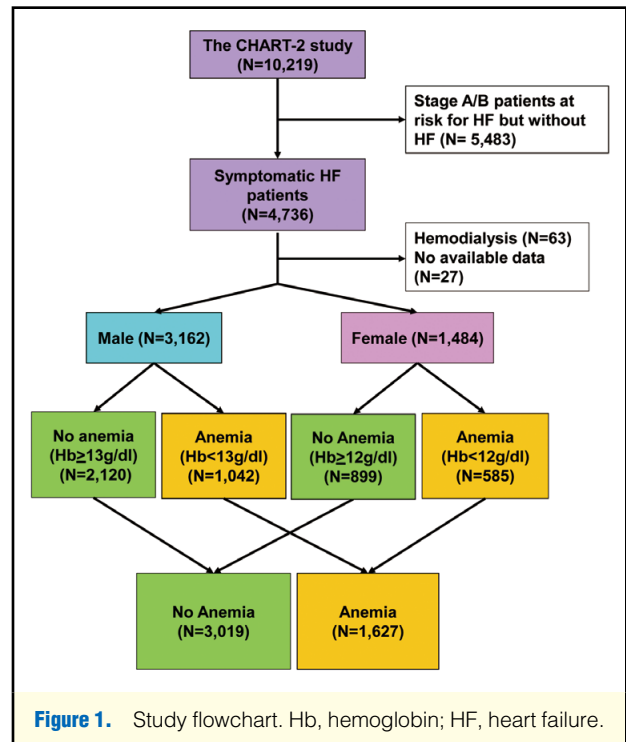 The CHART-2 study
(N=10,219)
Stage A/B patients at
risk for HF but without
HF (N= 5,483)
Symptomatic HF
patients
(N=4,736)
Hemodialysis (N=63)
No available data
(N=27)
Male (N=3,162)
Female (N=1,484)
No anemia
(Hb≥13g/dl)
(N=2,120)
Anemia
(Hb<13g/dl)
(N=1,042)
No Anemia
(Hb≥12g/dl)
(N=899)
Anemia
(Hb<12g/dl)
(N=585)
No Anemia
(N=3,019)
Anemia
(N=1,627)
Figure 1. Study flowchart. Hb, hemoglobin; HF, heart failure.